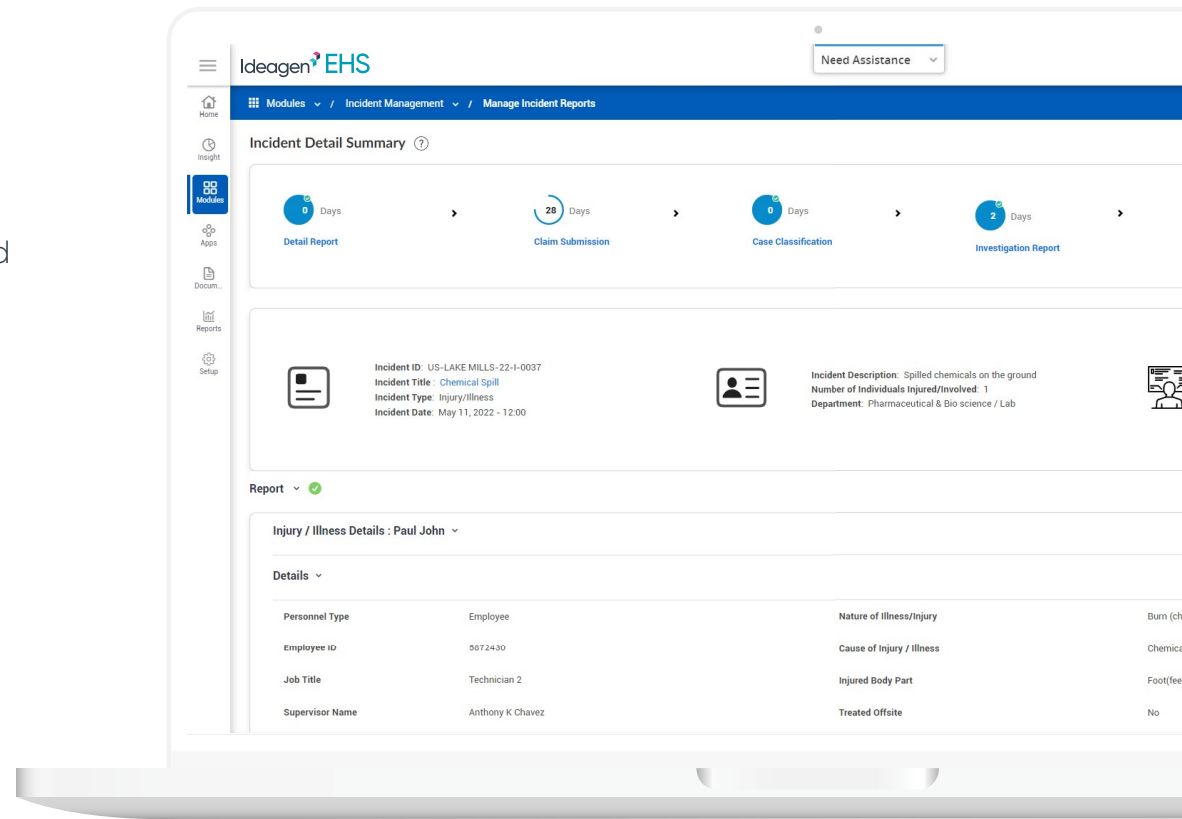 Ideagen EHS
Need Assistance
Home
Modules / Incident Management / Manage Incident Reports
Insight
Incident Detail Summary ?
Modules
0 Days
28 Days
0 Days
2 Days
Apps
Detail Report
Claim Submission
Case Classification
Investigation Report
d
Docum..
Reports
Setup
Incident ID: US-LAKE MILLS-22-I-0037
Incident Title : Chemical Spill
Incident Type: Injury/Illness
Incident Date: May 11, 2022 - 12:00
Incident Description: Spilled chemicals on the ground
Number of Individuals Injured/Involved: 1
Department: Pharmaceutical & Bio science / Lab
Report
Injury / Illness Details : Paul John
Details
Personnel Type Employee Nature of Illness/Injury Burn (ch
Employee ID 5872430 Cause of Injury / Illness Chemica
Job Title Technician 2 Injured Body Part Foot(fee
Supervisor Name Anthony K Chavez Treated Offsite No